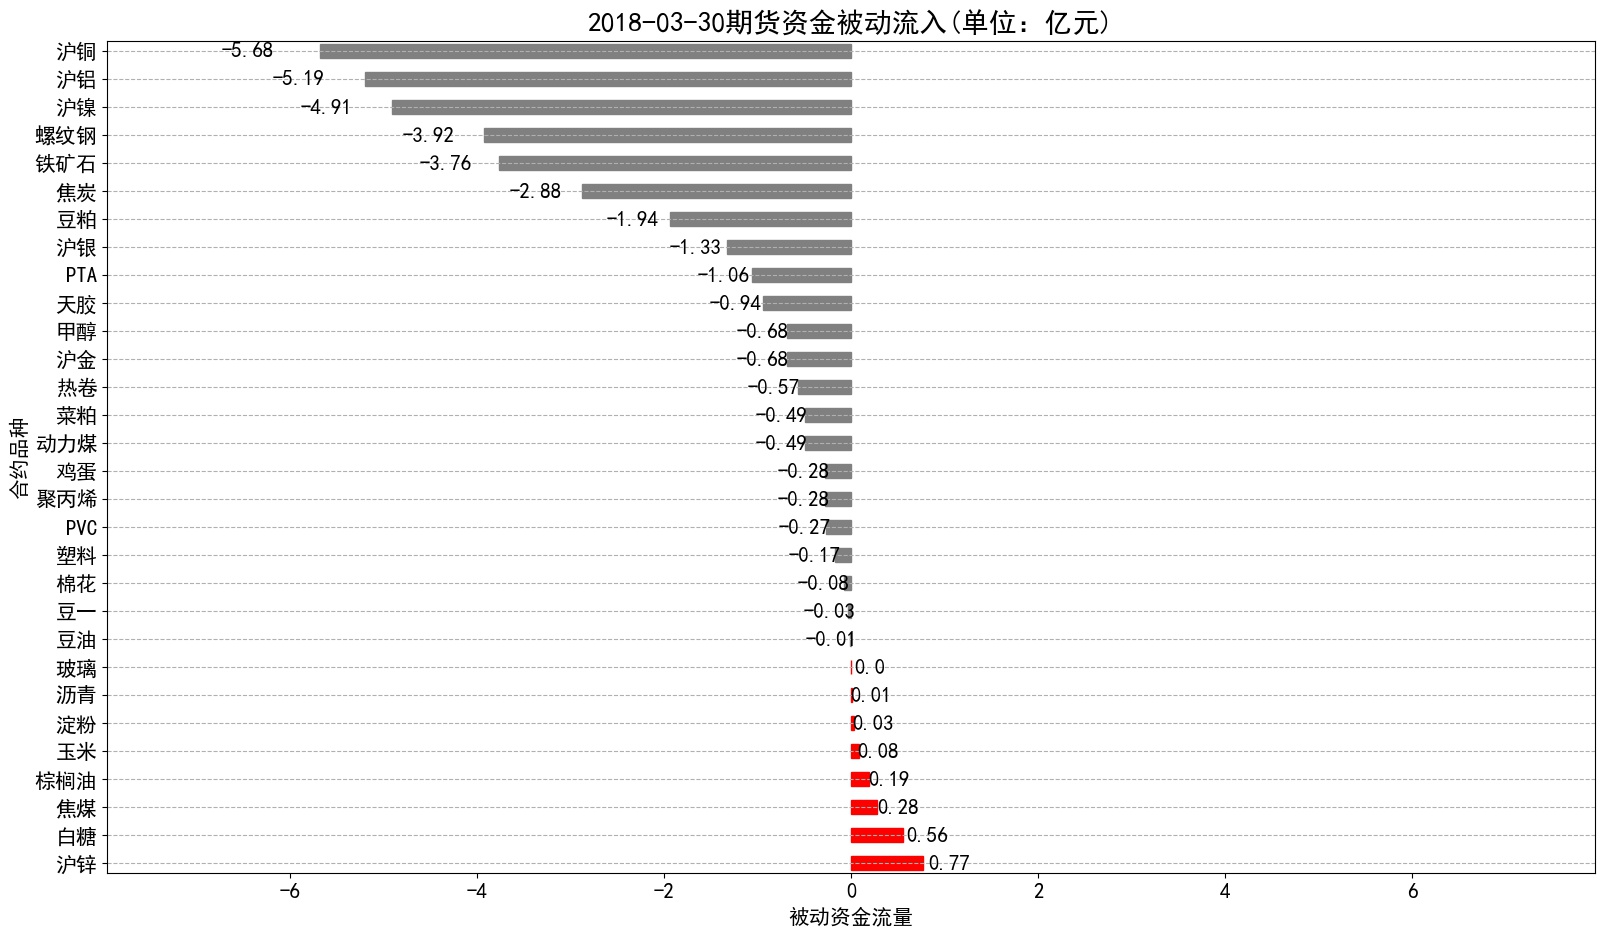 2018-03-30期货资金被动流入(单位：亿元)
合约品种
沪铜 -5.68
沪铝 -5.19
沪镍 -4.91
螺纹钢 -3.92
铁矿石 -3.76
焦炭 -2.88
豆粕 -1.94
沪银 -1.33
PTA -1.06
天胶 -0.94
甲醇 -0.68
沪金 -0.68
热卷 -0.57
菜粕 -0.49
动力煤 -0.49
鸡蛋 -0.28
聚丙烯 -0.28
PVC -0.27
塑料 -0.17
棉花 -0.08
豆一 -0.03
豆油 -0.01
玻璃 0.0
沥青 0.01
淀粉 0.03
玉米 0.08
棕榈油 0.19
焦煤 0.28
白糖 0.56
沪锌 0.77
-6 -4 -2 0 2 4 6
被动资金流量